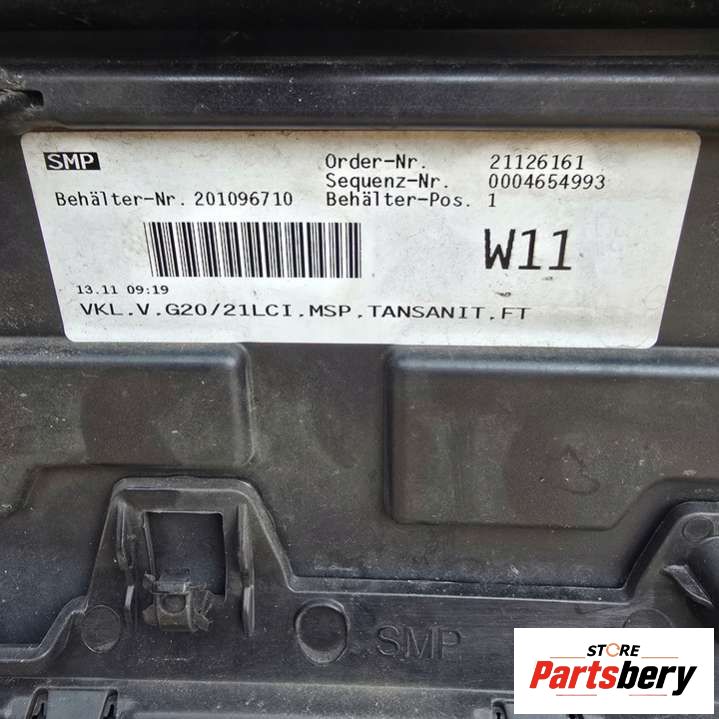 SMP
Order-Nr. 21126161
Sequenz-Nr. 0004654993
Behälter-Nr. 201096710 Behälter-Pos. 1
W11
13.11 09:19
VKL.V.G20/21LCI.MSP.TANSANIT.FT
SMP
STORE
Partsbery